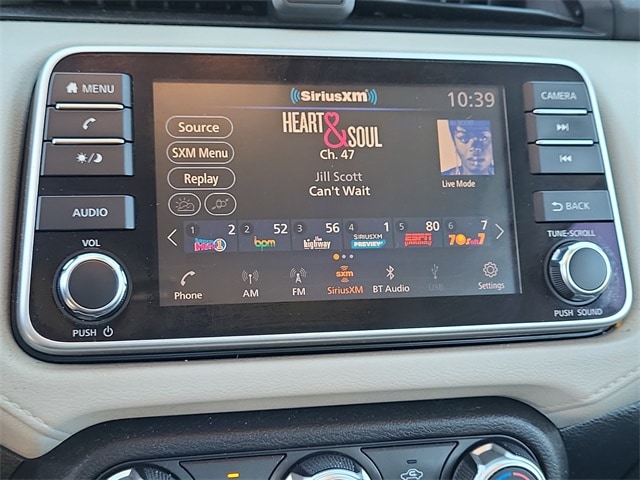 MENU
AUDIO
VOL
PUSH
SiriusXM
10:39
Source
SXM Menu
Replay
HEART & SOUL
Ch. 47
Jill Scott
Can't Wait
Live Mode
1 2
2 52
3 56
4 1
5 80
6 7
bpm
the highway
SIRIUSXM PREVIEW
ESPN
70s on 7
Phone
AM
FM
sxm
SiriusXM
BT Audio
USB
Settings
CAMERA
BACK
TUNE-SCROLL
PUSH SOUND